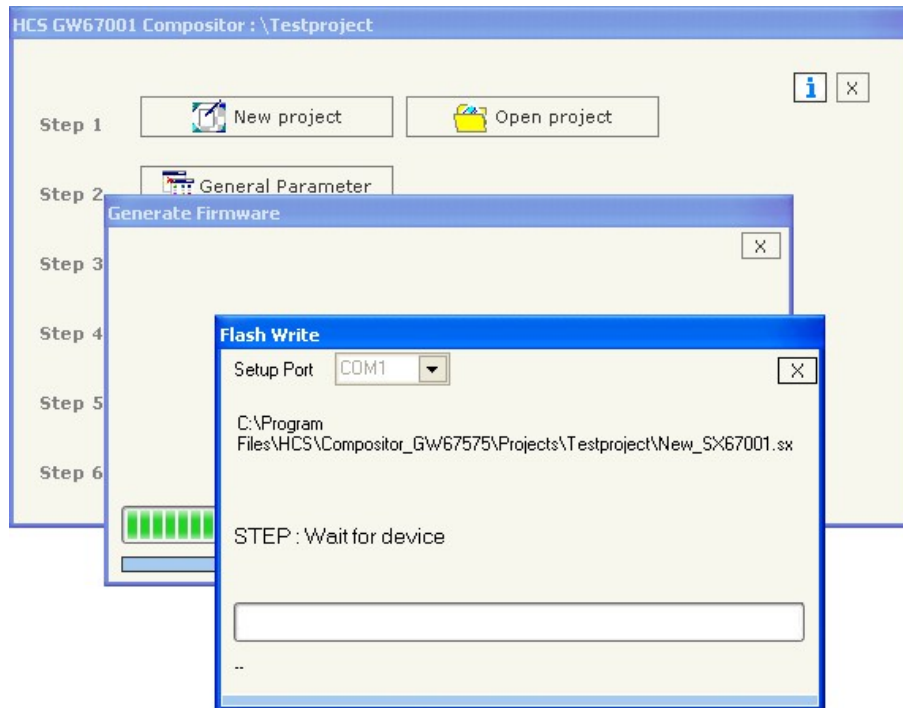 HCS GW67001 Compositor : \Testproject
i X
Step 1 New project Open project
Step 2 General Parameter
Generate Firmware
X
Step 3
Step 4
Flash Write
Setup Port COM1 X
Step 5
C:\Program
Files\HCS\Compositor_GW67575\Projects\Testproject\New_SX67001.sx
Step 6
STEP : Wait for device
--